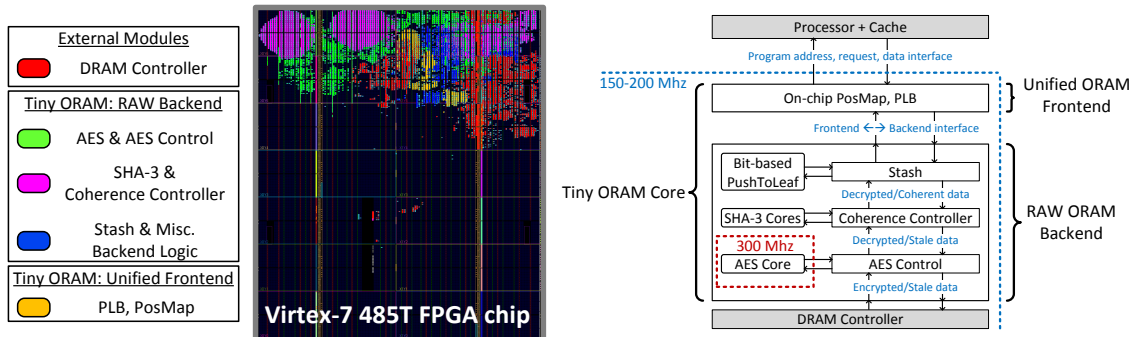 External Modules
DRAM Controller
Tiny ORAM: RAW Backend
AES & AES Control
SHA-3 &
Coherence Controller
Stash & Misc.
Backend Logic
Tiny ORAM: Unified Frontend
PLB, PosMap
Virtex-7 485T FPGA chip
Processor + Cache
Program address, request, data interface
150-200 Mhz
On-chip PosMap, PLB
Unified ORAM
Frontend
Frontend ←→ Backend interface
Tiny ORAM Core
Bit-based
PushToLeaf
Stash
Decrypted/Coherent data
SHA-3 Cores
Coherence Controller
RAW ORAM
Backend
300 Mhz
Decrypted/Stale data
AES Core
AES Control
Encrypted/Stale data
DRAM Controller